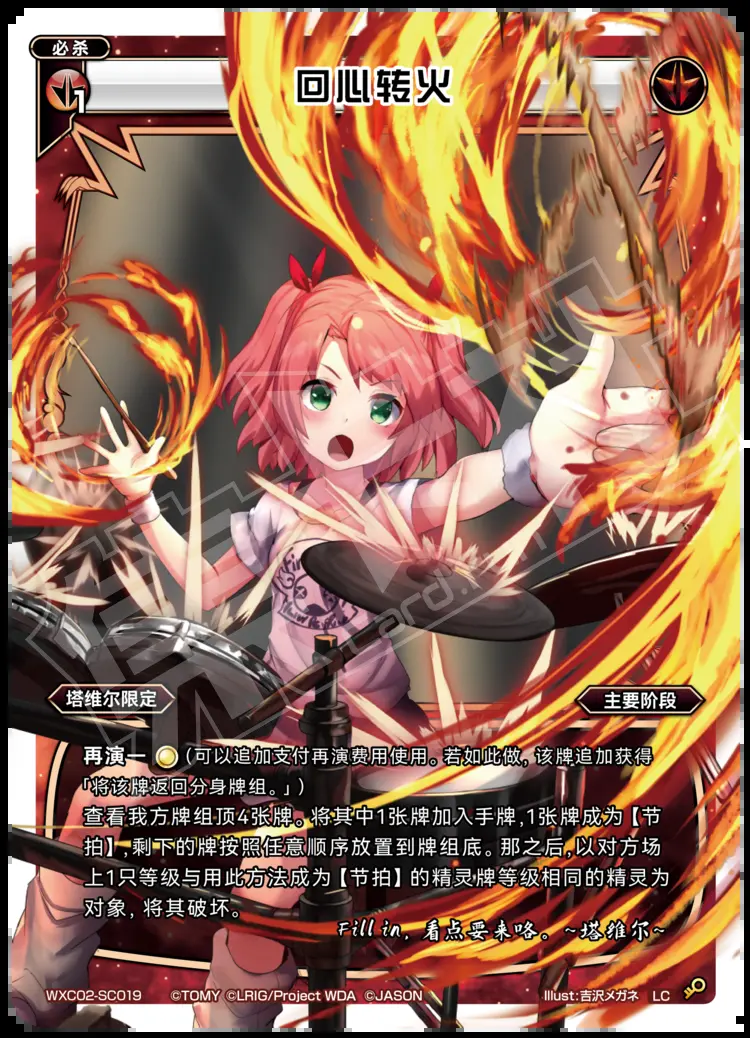 必杀
回心转火
1
塔维尔限定
主要阶段
再演一 (可以追加支付再演费用使用。若如此做，该牌追加获得
「将该牌返回分身牌组。」)
查看我方牌组顶4张牌。将其中1张牌加入手牌,1张牌成为【节
拍】,剩下的牌按照任意顺序放置到牌组底。那之后,以对方场
上1只等级与用此方法成为【节拍】的精灵牌等级相同的精灵为
对象，将其破坏。
Fill in，看点要来咯。~塔维尔~
WXC02-SC019 ©TOMY ©LRIG/Project WDA ©JASON Illust:吉沢メガネ LC